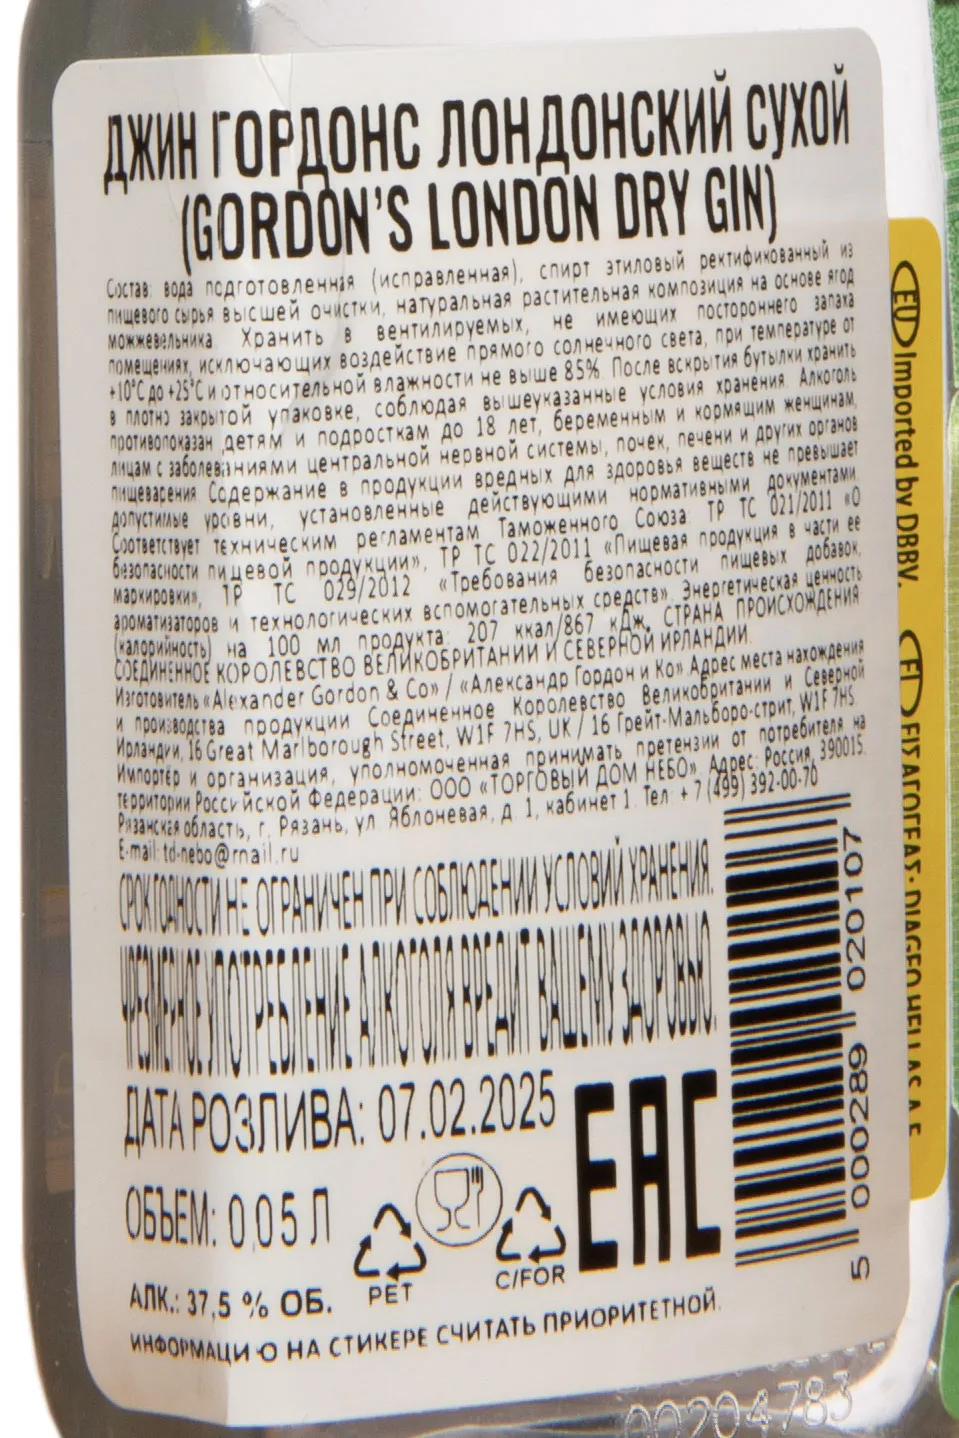 ДЖИН ГОРДОНС ЛОНДОНСКИЙ СУХОЙ
(GORDON'S LONDON DRY GIN)
Состав: вода подготовленная (исправленная), спирт этиловый ректификованный из
пищевого сырья высшей очистки, натуральная растительная композиция на основе ягод
можжевельника. Хранить в вентилируемых, не имеющих постороннего запаха
помещениях, исключающих воздействие прямого солнечного света, при температуре от
+10°C до +25°C и относительной влажности не выше 85%. После вскрытия бутылки хранить
в плотно закрытой упаковке, соблюдая вышеуказанные условия хранения. Алкоголь
противопоказан детям и подросткам до 18 лет, беременным и кормящим женщинам,
лицам с заболеваниями центральной нервной системы, почек, печени и других органов
пищеварения. Содержание в продукции вредных для здоровья веществ не превышает
допустимые уровни, установленные действующими нормативными документами.
Соответствует техническим регламентам Таможенного Союза: ТР ТС 021/2011 «О
безопасности пищевой продукции», ТР ТС 022/2011 «Пищевая продукция в части ее
маркировки», ТР ТС 029/2012 «Требования безопасности пищевых добавок,
ароматизаторов и технологических вспомогательных средств». Энергетическая ценность
(калорийность) на 100 мл продукта: 207 ккал/867 кДж. СТРАНА ПРОИСХОЖДЕНИЯ
СОЕДИНЕННОЕ КОРОЛЕВСТВО ВЕЛИКОБРИТАНИИ И СЕВЕРНОЙ ИРЛАНДИИ.
Изготовитель «Alexander Gordon & Co» / «Александр Гордон и Ко» Адрес места нахождения
и производства продукции Соединенное Королевство Великобритании и Северной
Ирландии, 16 Great Marlborough Street, W1F 7HS, UK / 16 Грейт-Мальборо-стрит, W1F 7HS.
Импортёр и организация, уполномоченная принимать претензии от потребителя на
территории Российской Федерации: ООО «ТОРГОВЫЙ ДОМ НЕБО». Адрес: Россия, 390015,
Рязанская область, г. Рязань, ул. Яблоневая, д. 1, кабинет 1. Тел: +7 (499) 392-00-70
E-mail: td-nebo@mail.ru
СРОК ГОДНОСТИ НЕ ОГРАНИЧЕН ПРИ СОБЛЮДЕНИИ УСЛОВИЙ ХРАНЕНИЯ.
ЧРЕЗМЕРНОЕ УПОТРЕБЛЕНИЕ АЛКОГОЛЯ ВРЕДИТ ВАШЕМУ ЗДОРОВЬЮ.
ДАТА РОЗЛИВА: 07.02.2025
ОБЪЕМ: 0,05 Л
PET
C/FOR
EAC
АЛК.: 37,5 % ОБ.
ИНФОРМАЦИЮ НА СТИКЕРЕ СЧИТАТЬ ПРИОРИТЕТНОЙ.
5 000289 020107
EU Imported by DBBV.
FI EIΣΑΓΩΓΕΑΣ: DIAGEO HELLAS A.E
00204783